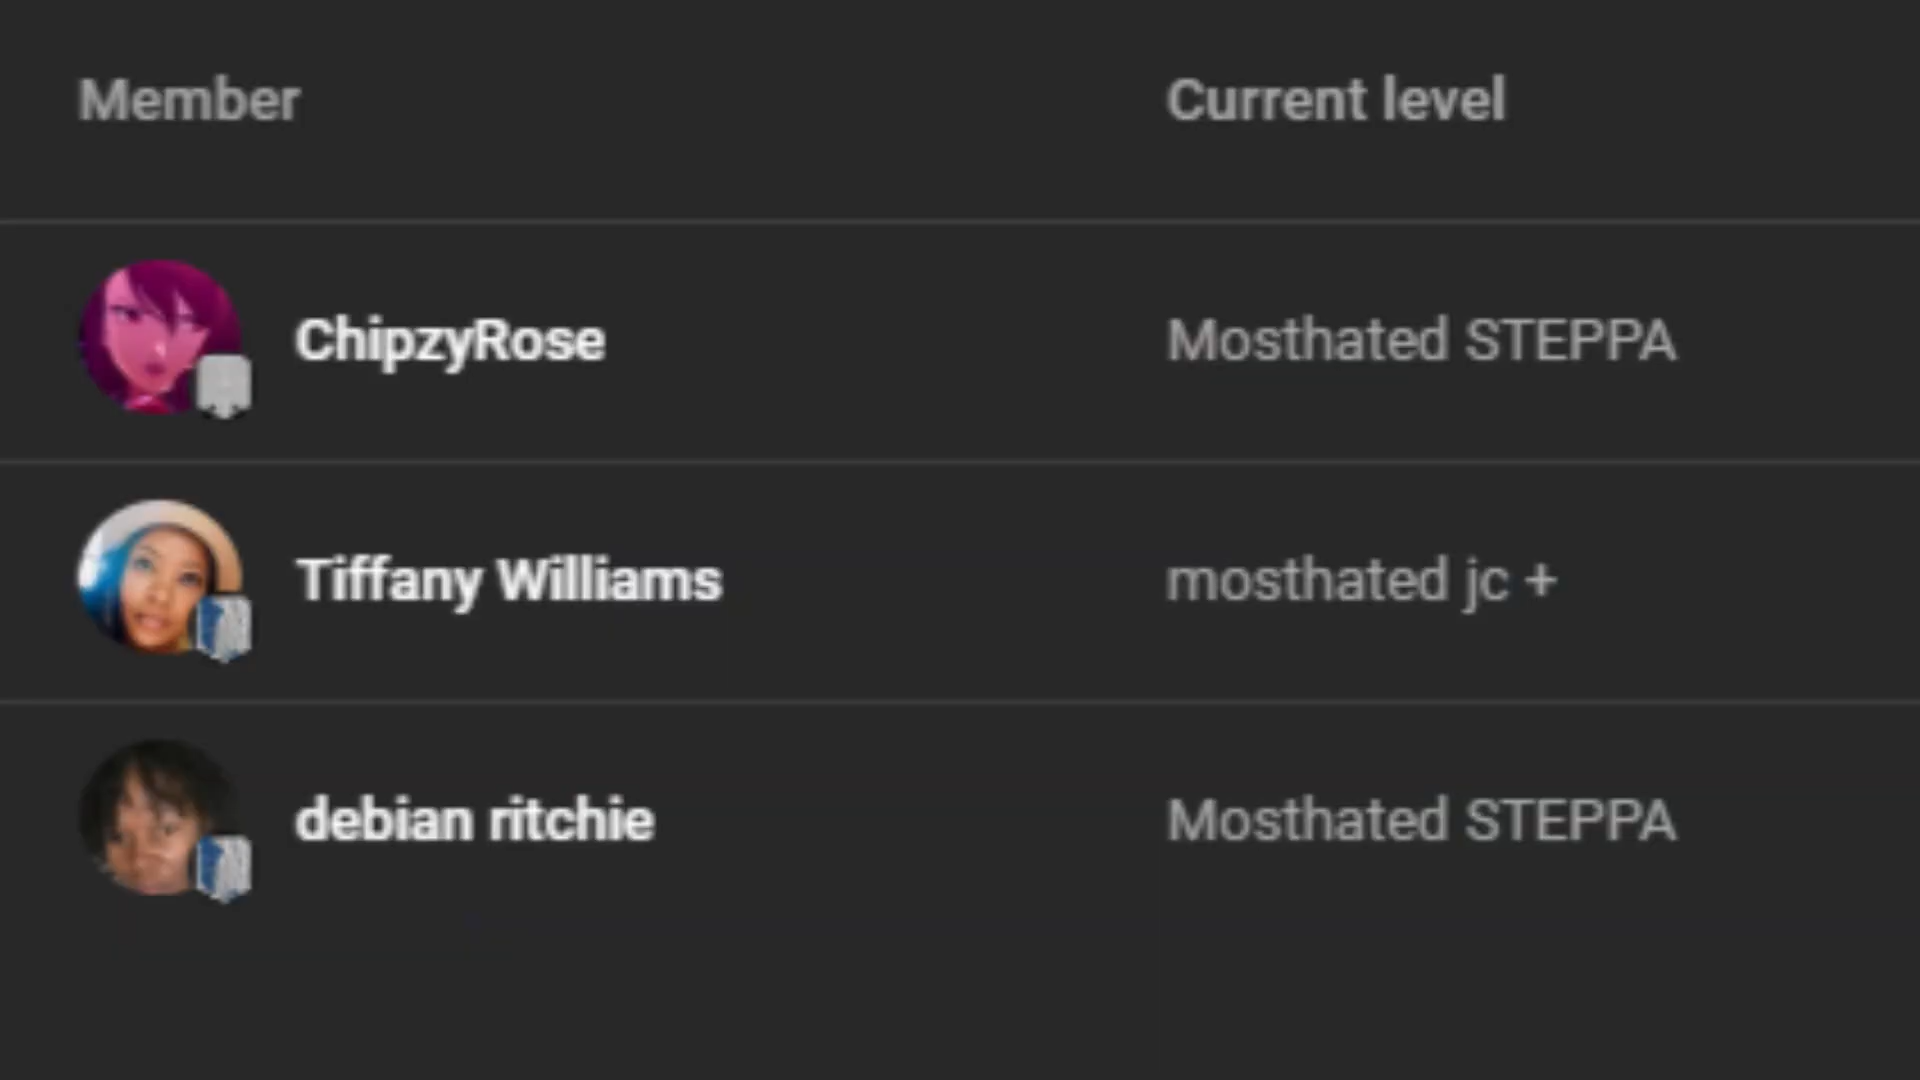 Member Current level
ChipzyRose Mosthated STEPPA
Tiffany Williams mosthated jc +
debian ritchie Mosthated STEPPA